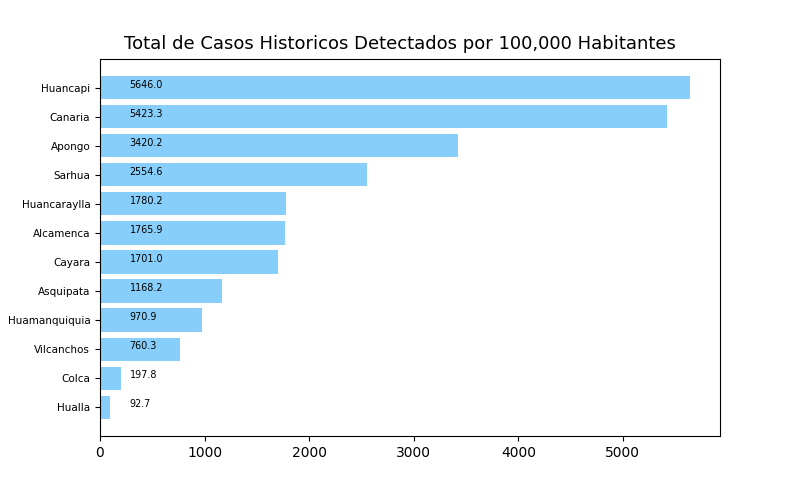 Total de Casos Historicos Detectados por 100,000 Habitantes
Huancapi 5646.0
Canaria 5423.3
Apongo 3420.2
Sarhua 2554.6
Huancaraylla 1780.2
Alcamenca 1765.9
Cayara 1701.0
Asquipata 1168.2
Huamanquiquia 970.9
Vilcanchos 760.3
Colca 197.8
Hualla 92.7
0 1000 2000 3000 4000 5000